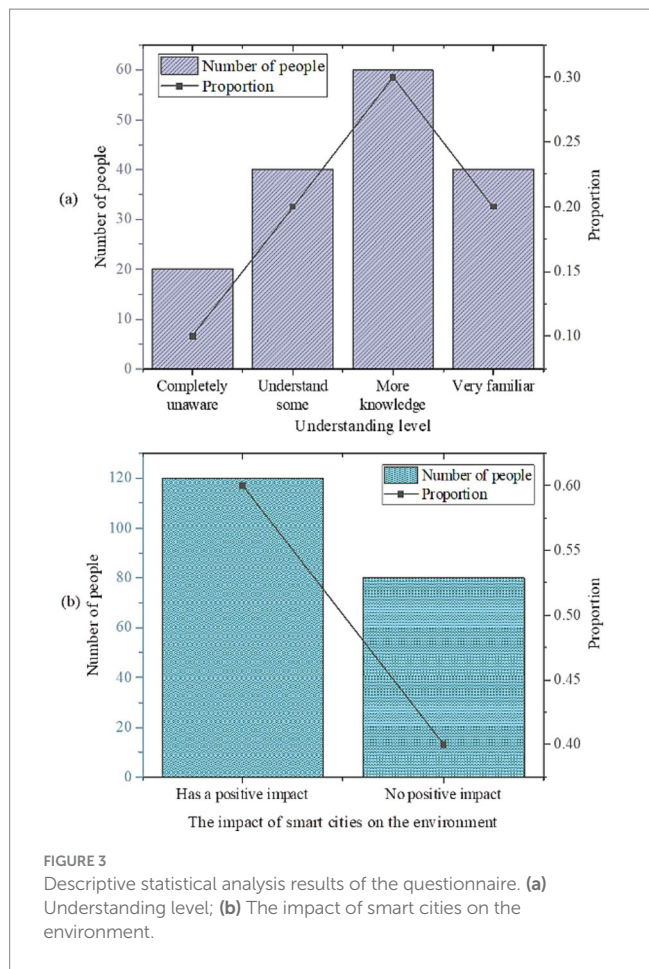 Number of people
Proportion
60
50
40
30
20
10
0
0.30
0.25
0.20
0.15
0.10
(a)
Number of people
Proportion
Completely unaware
Understand some
More knowledge
Very familiar
Understanding level
Number of people
Proportion
120
100
80
60
40
20
0
0.60
0.55
0.50
0.45
0.40
(b)
Number of people
Proportion
Has a positive impact
No positive impact
The impact of smart cities on the environment
FIGURE 3
Descriptive statistical analysis results of the questionnaire. (a)
Understanding level; (b) The impact of smart cities on the
environment.